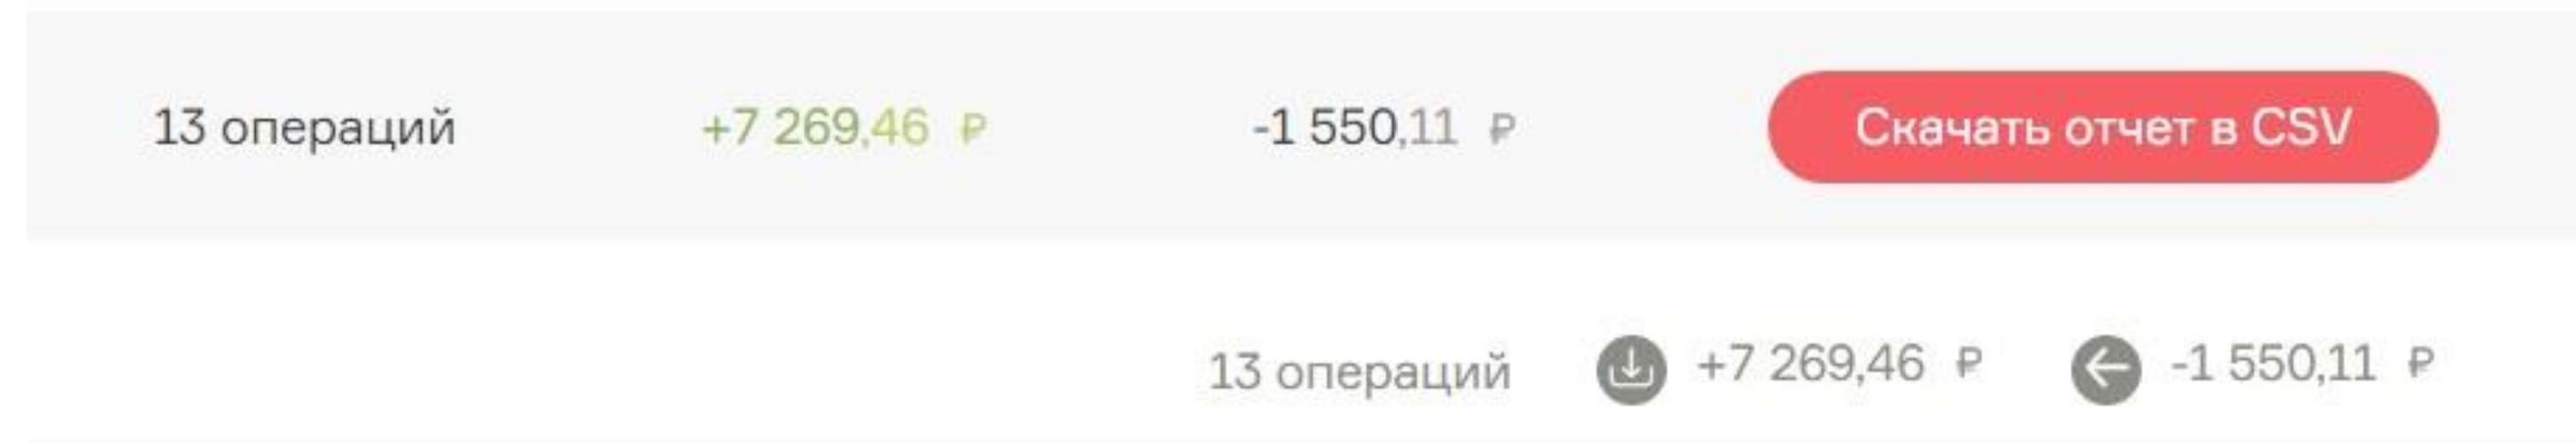 13 операций +7 269,46 ₽ -1 550,11 ₽ Скачать отчет в CSV
13 операций +7 269,46 ₽ -1 550,11 ₽